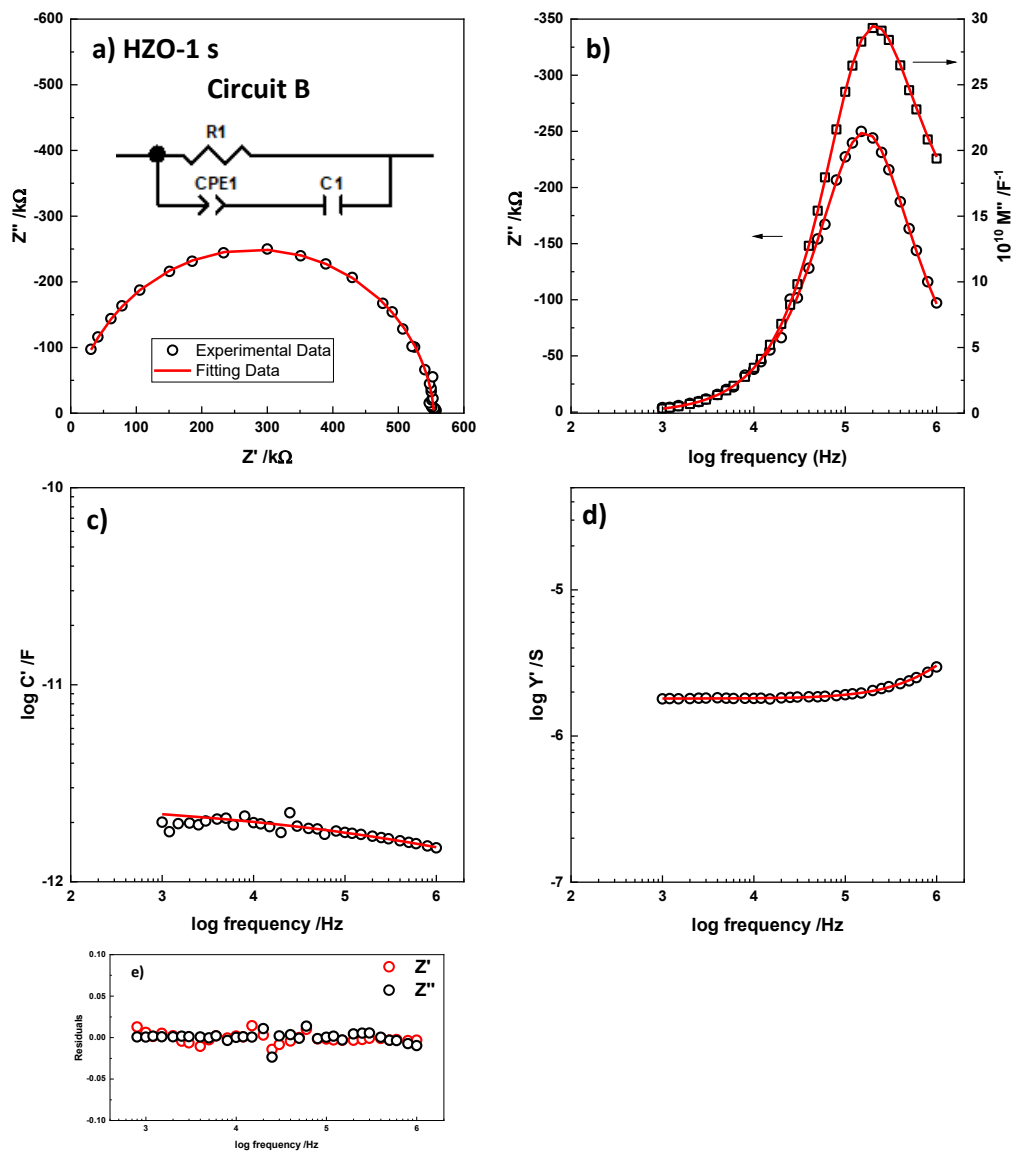 a) HZO-1 s
Circuit B
R1
CPE1
C1
Experimental Data
Fitting Data
-600
-500
-400
-300
-200
-100
0
0
100
200
300
400
500
600
Z'' /kΩ
Z' /kΩ
b)
-350
-350
-300
-250
-200
-150
-100
-50
0
30
25
20
15
10
5
0
2
3
4
5
6
Z'' /kΩ
10¹⁰ M'' /F⁻¹
log frequency (Hz)
c)
-10
-11
-12
2
3
4
5
6
log C' /F
log frequency /Hz
d)
-5
-6
-7
2
3
4
5
6
log Y' /S
log frequency /Hz
e)
Z'
Z''
0.10
0.05
0.00
-0.05
-0.10
3
4
5
6
Residuals
log frequency /Hz